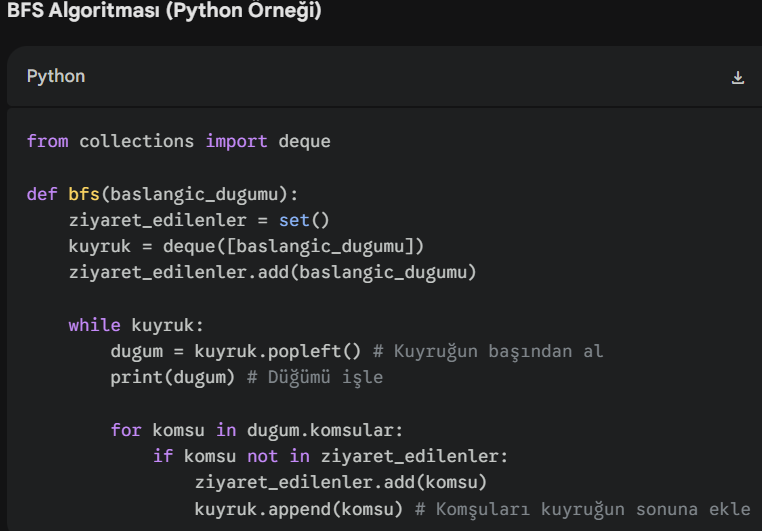 BFS Algoritması (Python Örneği)
Python
from collections import deque
def bfs(baslangic_dugumu):
    ziyaret_edilenler = set()
    kuyruk = deque([baslangic_dugumu])
    ziyaret_edilenler.add(baslangic_dugumu)
    while kuyruk:
        dugum = kuyruk.popleft() # Kuyruğun başından al
        print(dugum) # Düğümü işle
        for komsu in dugum.komsular:
            if komsu not in ziyaret_edilenler:
                ziyaret_edilenler.add(komsu)
                kuyruk.append(komsu) # Komşuları kuyruğun sonuna ekle